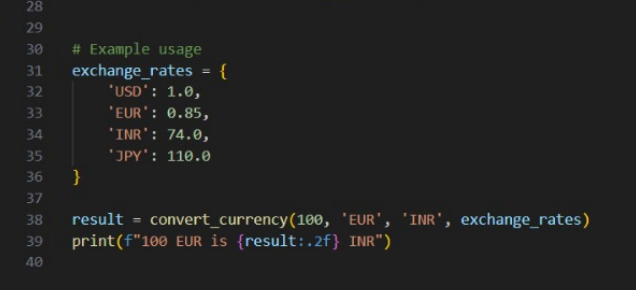 28
29
30 # Example usage
31 exchange_rates = {
32     'USD': 1.0,
33     'EUR': 0.85,
34     'INR': 74.0,
35     'JPY': 110.0
36 }
37
38 result = convert_currency(100, 'EUR', 'INR', exchange_rates)
39 print(f"100 EUR is {result:.2f} INR")
40